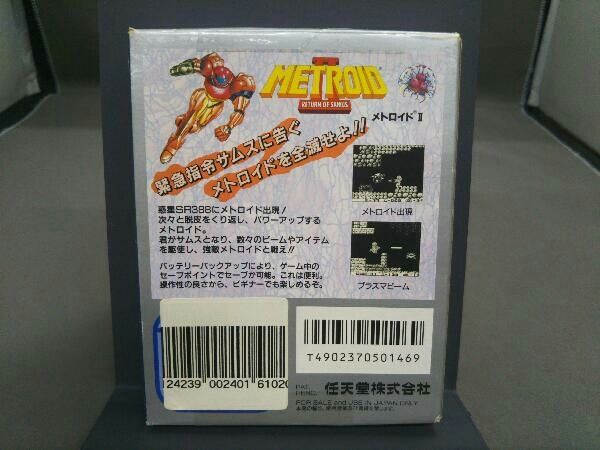 METROID
II
RETURN OF SAMUS
メトロイド II
緊急指令サムスに告ぐ
メトロイドを全滅せよ!!
惑星SR388にメトロイド出現!
次々と脱皮をくり返し、パワーアップする
メトロイド。
君がサムスとなり、数々のビームやアイテム
を駆使し、強敵メトロイドと戦え!!
バッテリーバックアップにより、ゲーム中の
セーブポイントでセーブが可能。これは便利。
操作性の良さから、ビギナーでも楽しめるぞ。
メトロイド出現
プラズマビーム
124239 002401 61020
T4902370501469
PAT.
PEND.
任天堂株式会社
FOR SALE and USE IN JAPAN ONLY